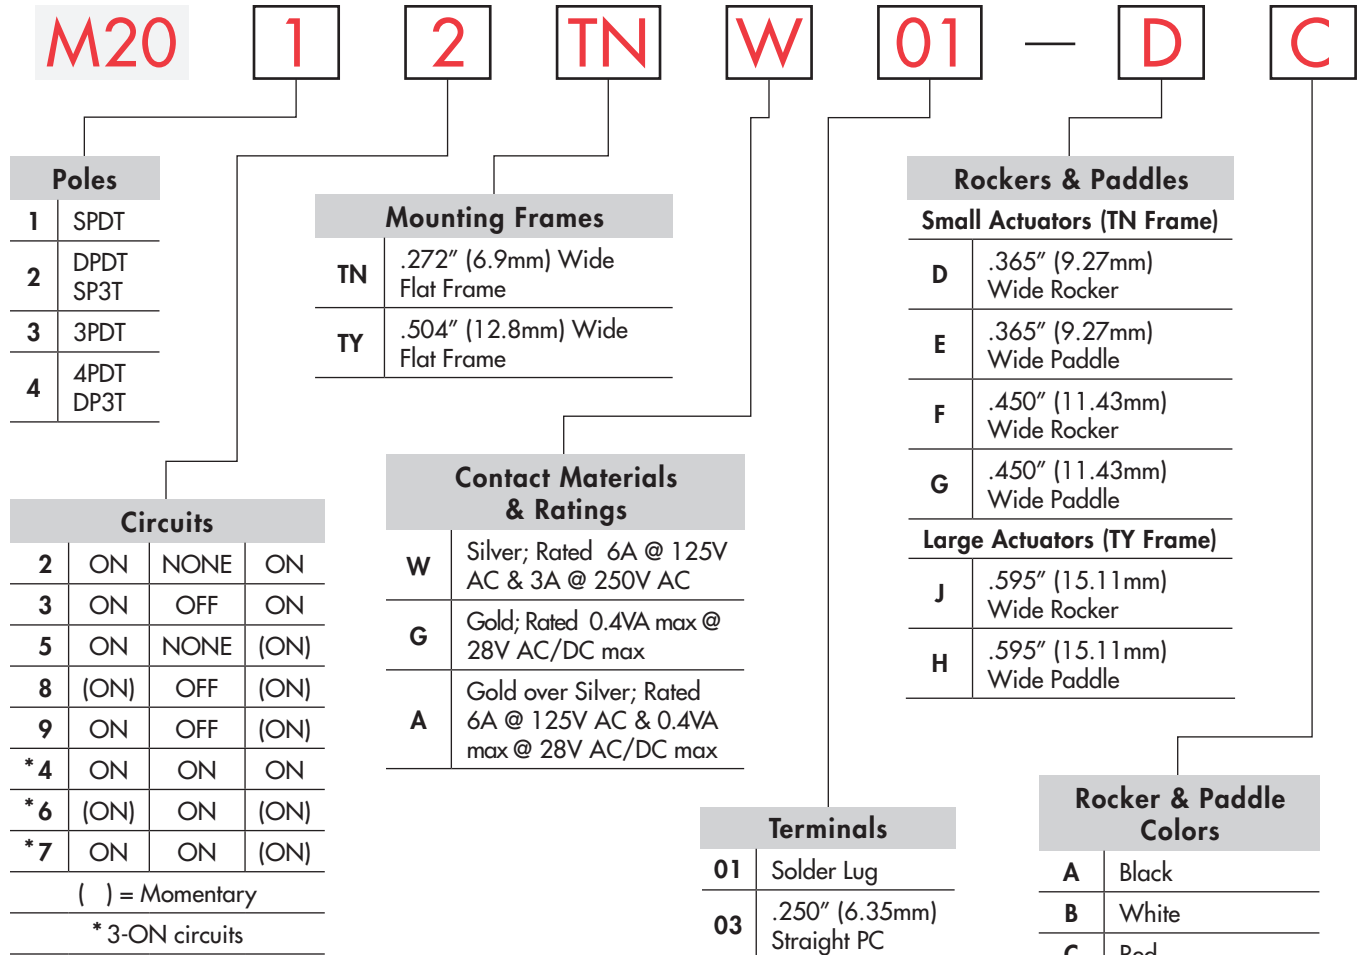 M20 1 2 TN W 01 — D C
Poles
1 SPDT
2 DPDT
SP3T
3 3PDT
4 4PDT
DP3T
Mounting Frames
TN .272" (6.9mm) Wide
Flat Frame
TY .504" (12.8mm) Wide
Flat Frame
Rockers & Paddles
Small Actuators (TN Frame)
D .365" (9.27mm)
Wide Rocker
E .365" (9.27mm)
Wide Paddle
F .450" (11.43mm)
Wide Rocker
G .450" (11.43mm)
Wide Paddle
Large Actuators (TY Frame)
J .595" (15.11mm)
Wide Rocker
H .595" (15.11mm)
Wide Paddle
Circuits
2 ON NONE ON
3 ON OFF ON
5 ON NONE (ON)
8 (ON) OFF (ON)
9 ON OFF (ON)
*4 ON ON ON
*6 (ON) ON (ON)
*7 ON ON (ON)
( ) = Momentary
* 3-ON circuits
Contact Materials
& Ratings
W Silver; Rated 6A @ 125V
AC & 3A @ 250V AC
G Gold; Rated 0.4VA max @
28V AC/DC max
A Gold over Silver; Rated
6A @ 125V AC & 0.4VA
max @ 28V AC/DC max
Terminals
01 Solder Lug
03 .250" (6.35mm)
Straight PC
Rocker & Paddle
Colors
A Black
B White
C Red